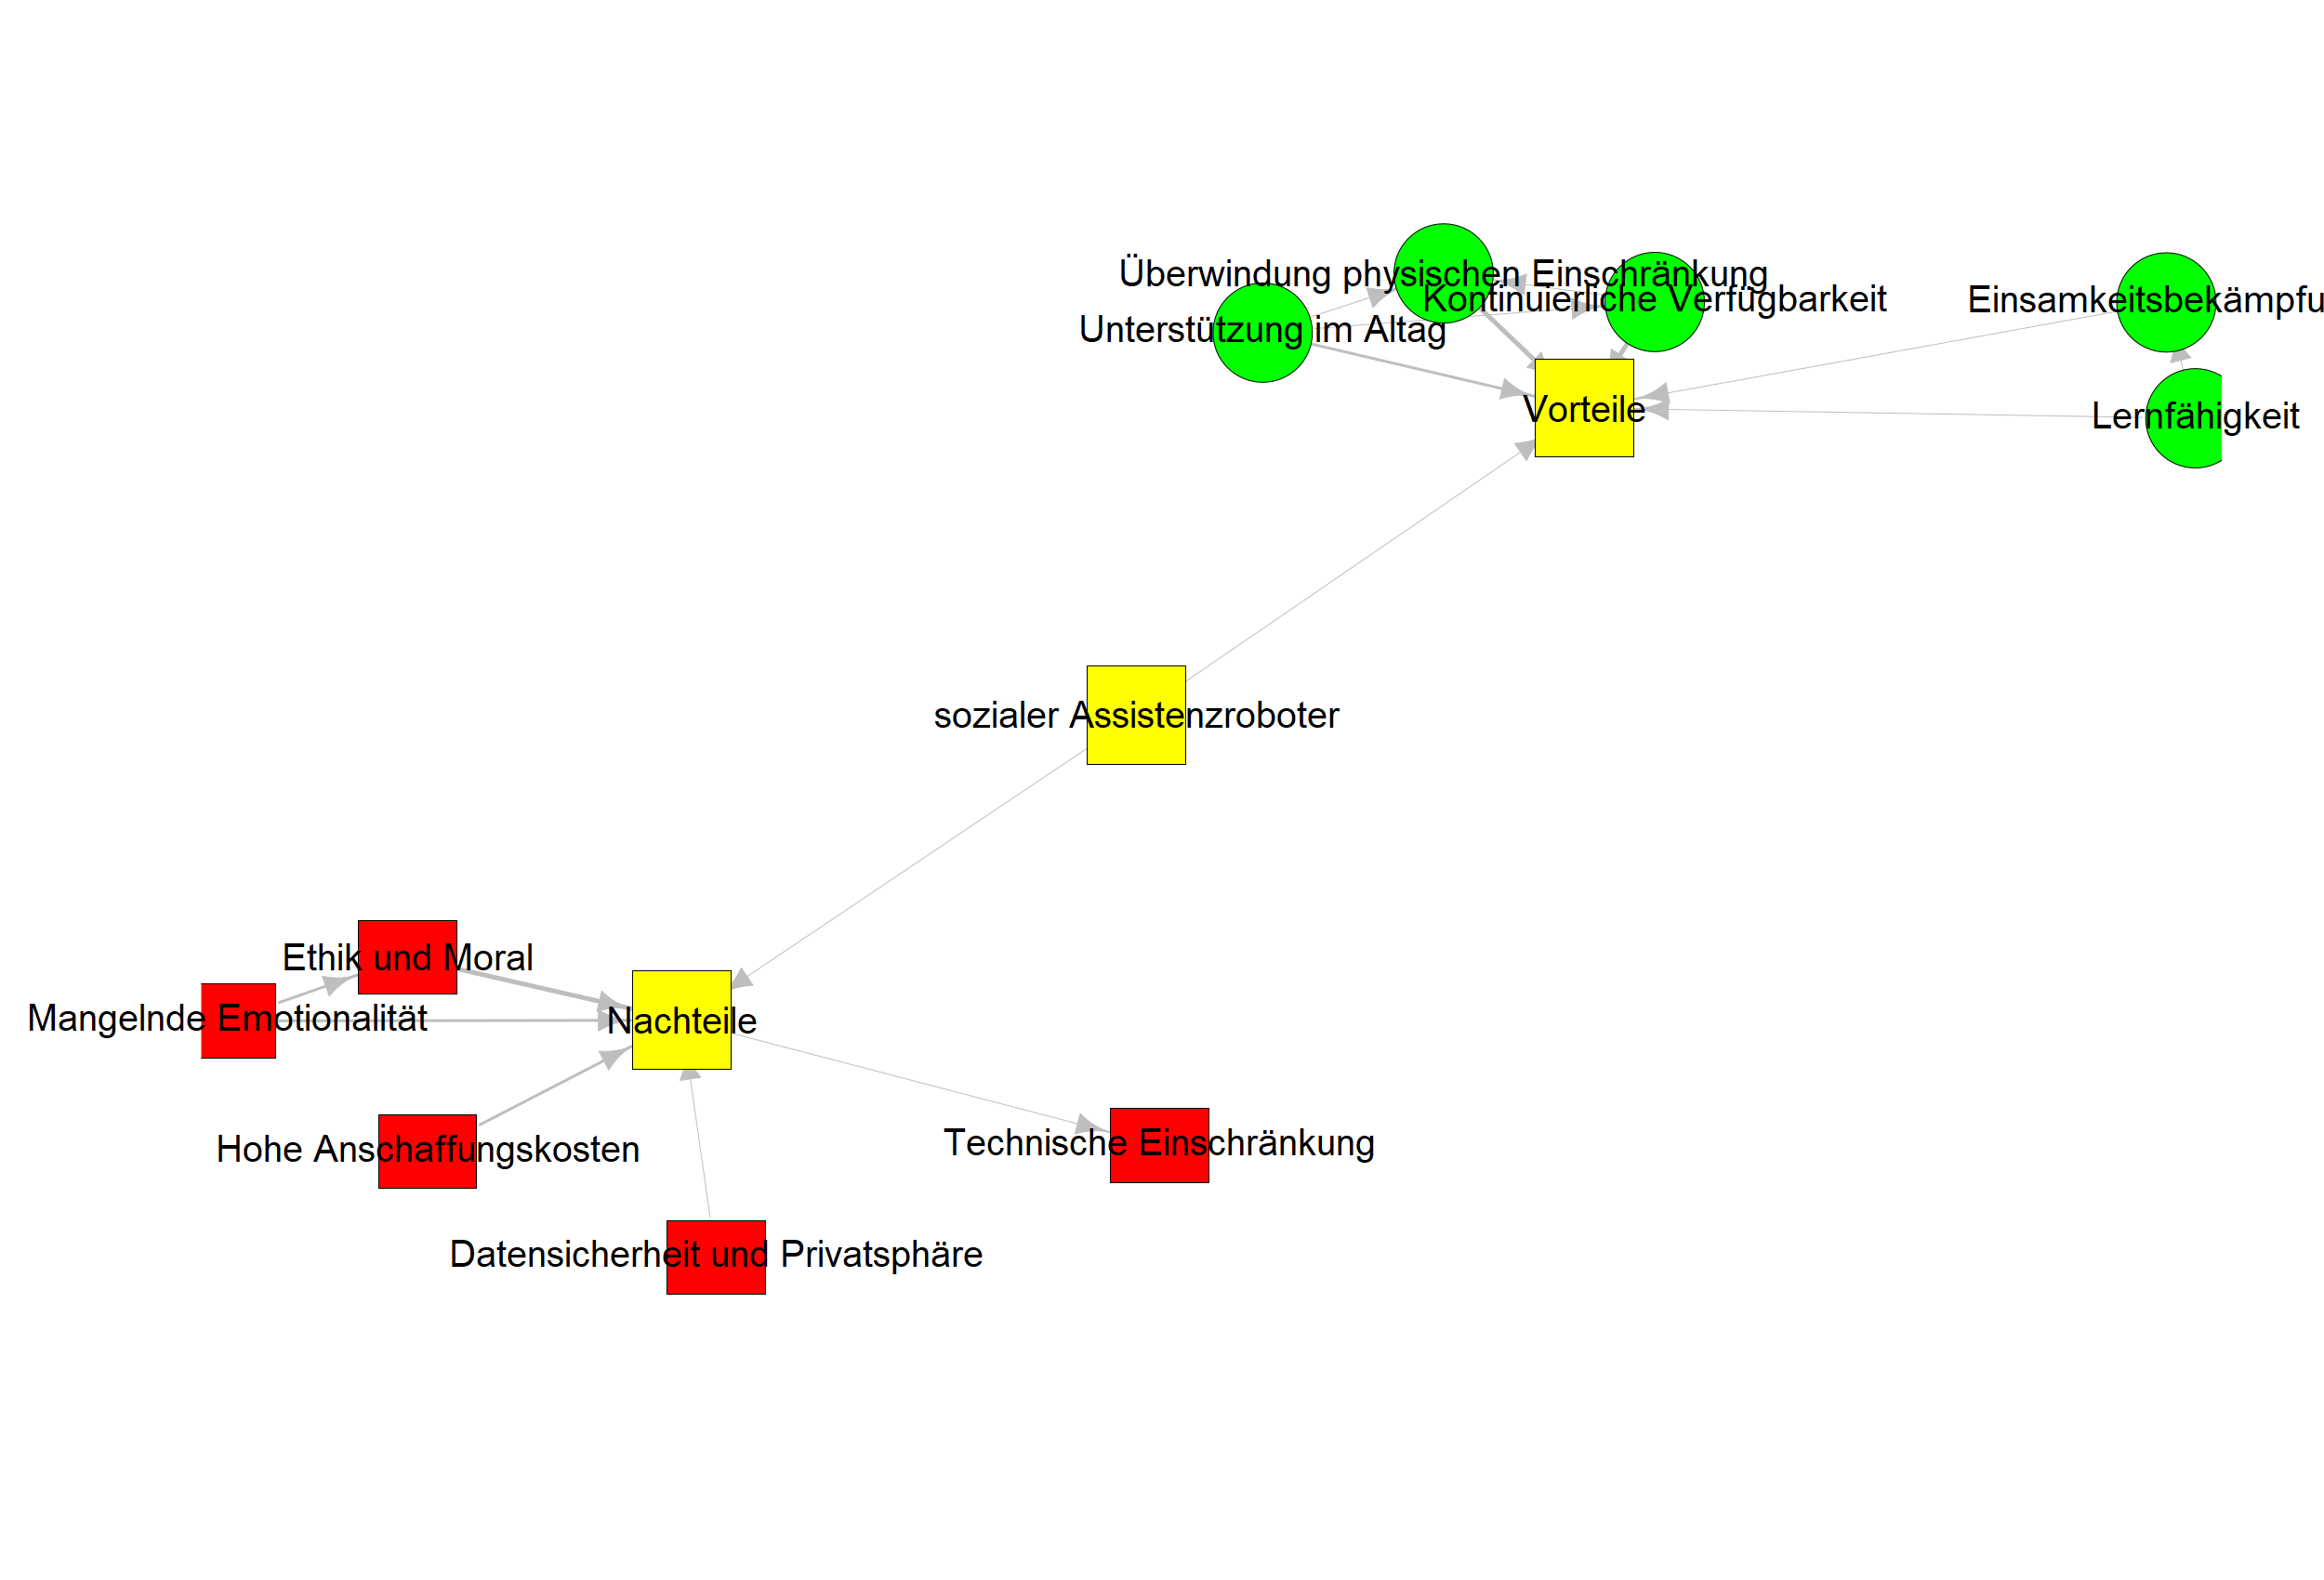 Überwindung physischen Einschränkung
Kontinuierliche Verfügbarkeit
Einsamkeitsbekämpfu
Unterstützung im Altag
Vorteile
Lernfähigkeit
sozialer Assistenzroboter
Ethik und Moral
Mangelnde Emotionalität
Nachteile
Hohe Anschaffungskosten
Technische Einschränkung
Datensicherheit und Privatsphäre